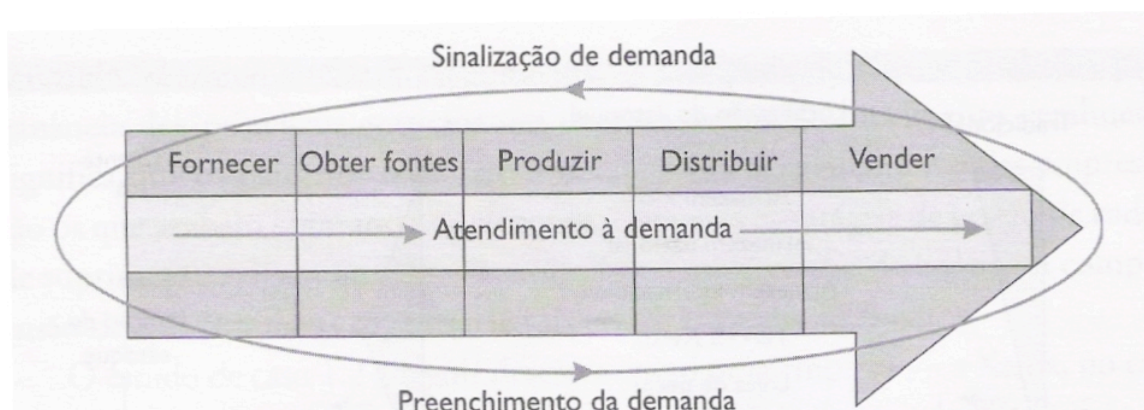 Sinalização de demanda
Fornecer Obter fontes Produzir Distribuir Vender
Atendimento à demanda
Preenchimento da demanda